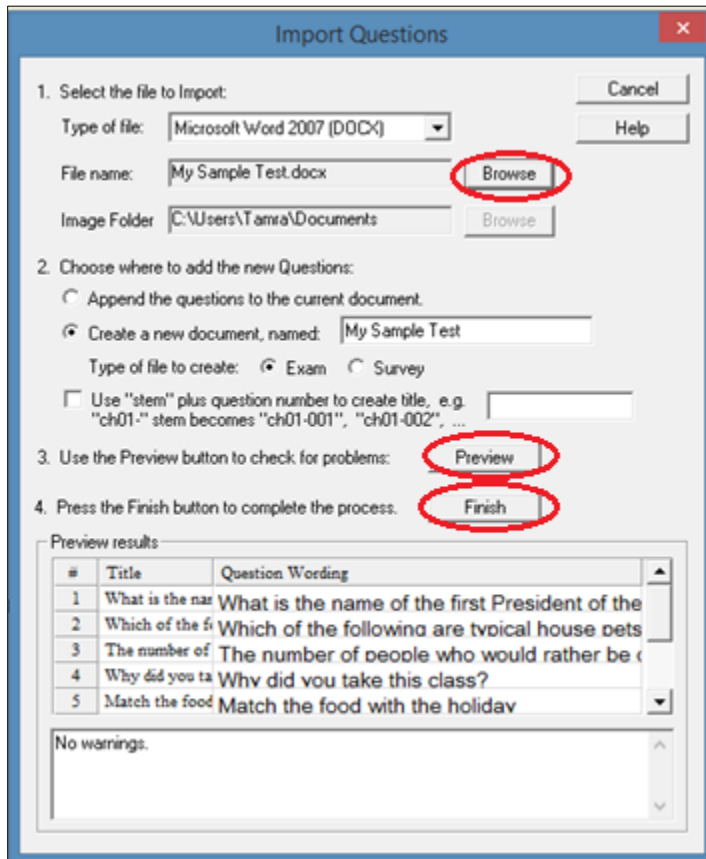 Import Questions
1. Select the file to Import:
Cancel
Type of file: Microsoft Word 2007 (DOCX)
Help
File name: My Sample Test.docx Browse
Image Folder C:\Users\Tamra\Documents Browse
2. Choose where to add the new Questions:
Append the questions to the current document.
Create a new document, named: My Sample Test
Type of file to create: Exam Survey
Use "stem" plus question number to create title, e.g.
"ch01-" stem becomes "ch01-001", "ch01-002", ...
3. Use the Preview button to check for problems: Preview
4. Press the Finish button to complete the process. Finish
Preview results
# Title Question Wording
1 What is the nar What is the name of the first President of the
2 Which of the fo Which of the following are typical house pets
3 The number of The number of people who would rather be
4 Why did you ta Why did you take this class?
5 Match the food Match the food with the holiday
No warnings.